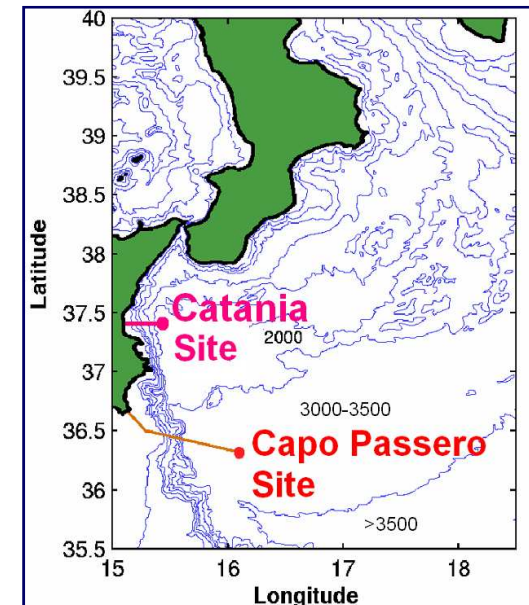 40
39.5
39
38.5
38
37.5
37
36.5
36
35.5
Latitude
Catania
Site
2000
3000-3500
Capo Passero
Site
>3500
15
16
17
18
Longitude